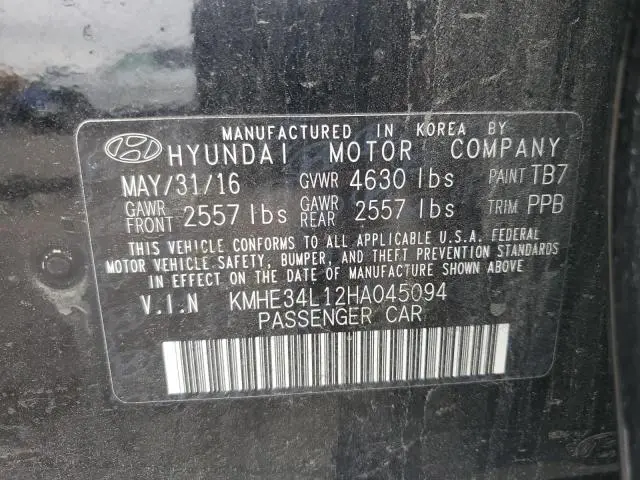 MANUFACTURED IN KOREA BY
HYUNDAI MOTOR COMPANY
MAY/31/16 GVWR 4630 lbs PAINT TB7
GAWR FRONT 2557 lbs GAWR REAR 2557 lbs TRIM PPB
THIS VEHICLE CONFORMS TO ALL APPLICABLE U.S.A. FEDERAL
MOTOR VEHICLE SAFETY, BUMPER, AND THEFT PREVENTION
STANDARDS IN EFFECT ON THE DATE OF MANUFACTURE SHOWN ABOVE
V.I.N KMHE34L12HA045094
PASSENGER CAR